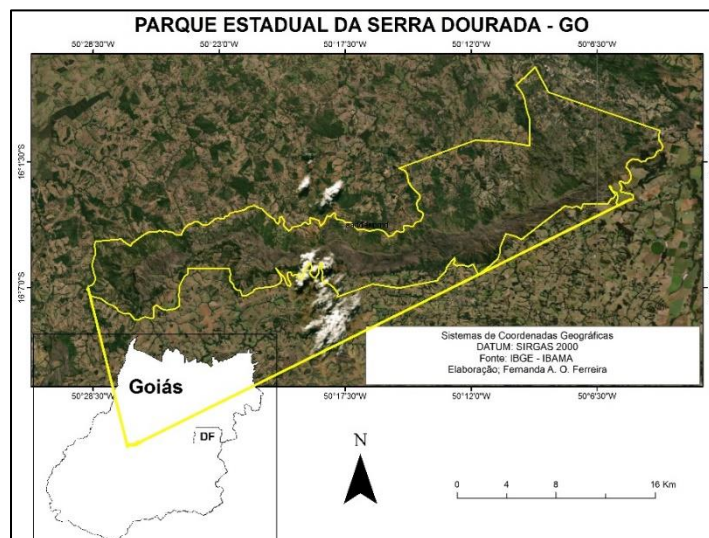 PARQUE ESTADUAL DA SERRA DOURADA - GO
50°28'30"W 50°23'0"W 50°17'30"W 50°12'0"W 50°6'30"W
16°1'30"S
16°7'0"S
Sistemas de Coordenadas Geográficas
DATUM: SIRGAS 2000
Fonte: IBGE - IBAMA
Elaboração; Fernanda A. O. Ferreira
50°28'30"W 50°17'30"W 50°12'0"W 50°6'30"W
Goiás
DF
N
0 4 8 16 Km